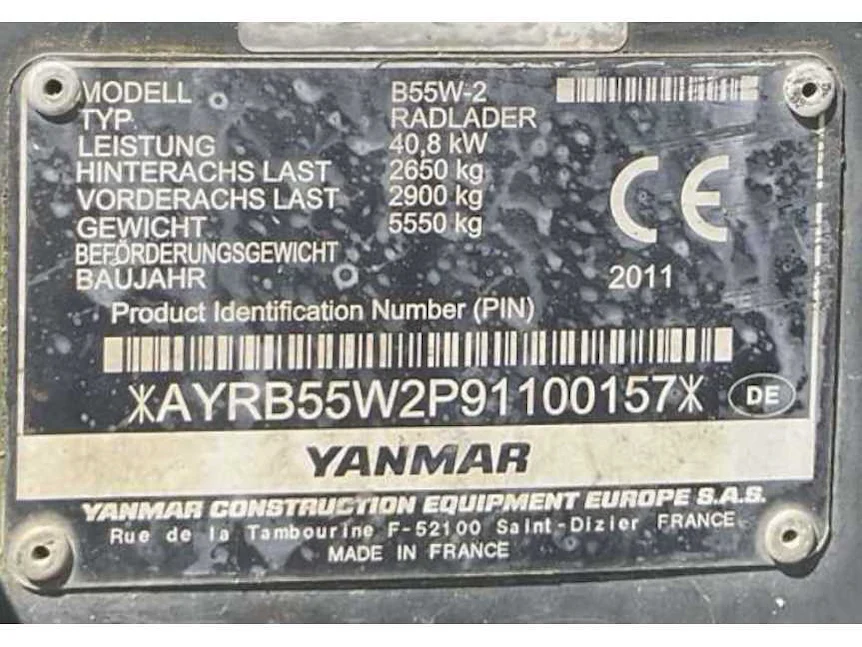 MODELL B55W-2
TYP RADLADER
LEISTUNG 40,8 kW
HINTERACHS LAST 2650 kg
VORDERACHS LAST 2900 kg
GEWICHT 5550 kg
BEFÖRDERUNGSGEWICHT
BAUJAHR 2011
CE
Product Identification Number (PIN)
*AYRB55W2P91100157* DE
YANMAR
YANMAR CONSTRUCTION EQUIPMENT EUROPE S.A.S.
Rue de la Tambourine F-52100 Saint-Dizier FRANCE
MADE IN FRANCE